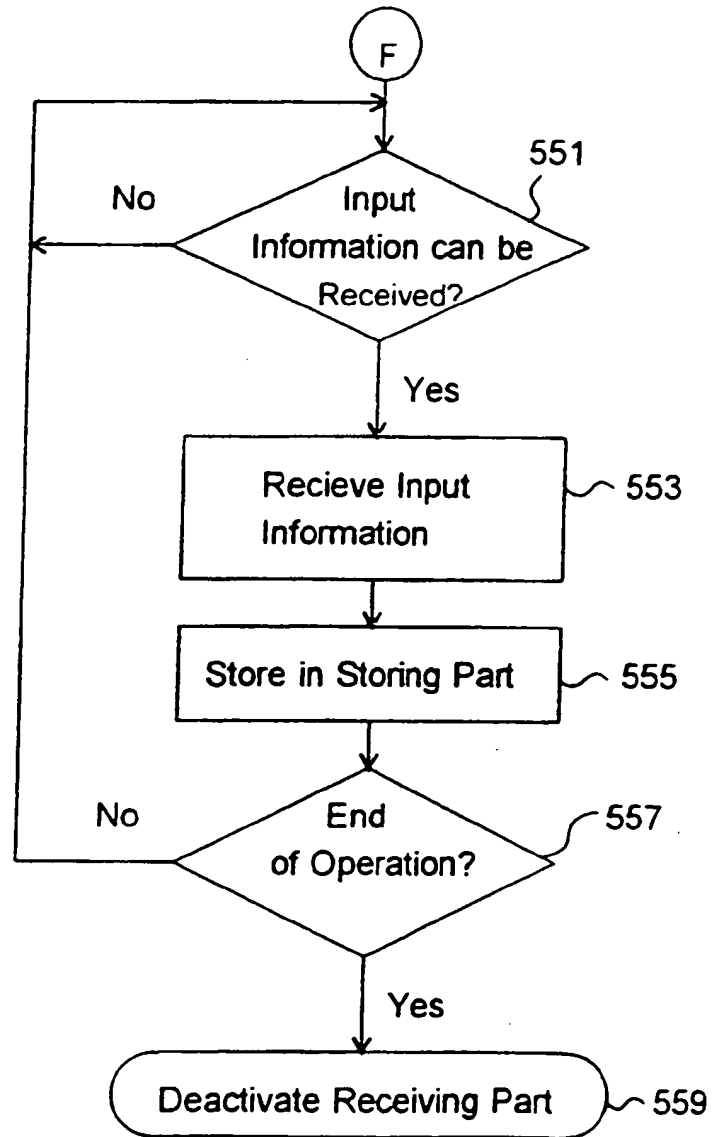 F
551
No
Input
Information can be
Received?
Yes
Recieve Input
Information
553
Store in Storing Part
555
No
End
of Operation?
557
Yes
Deactivate Receiving Part
559